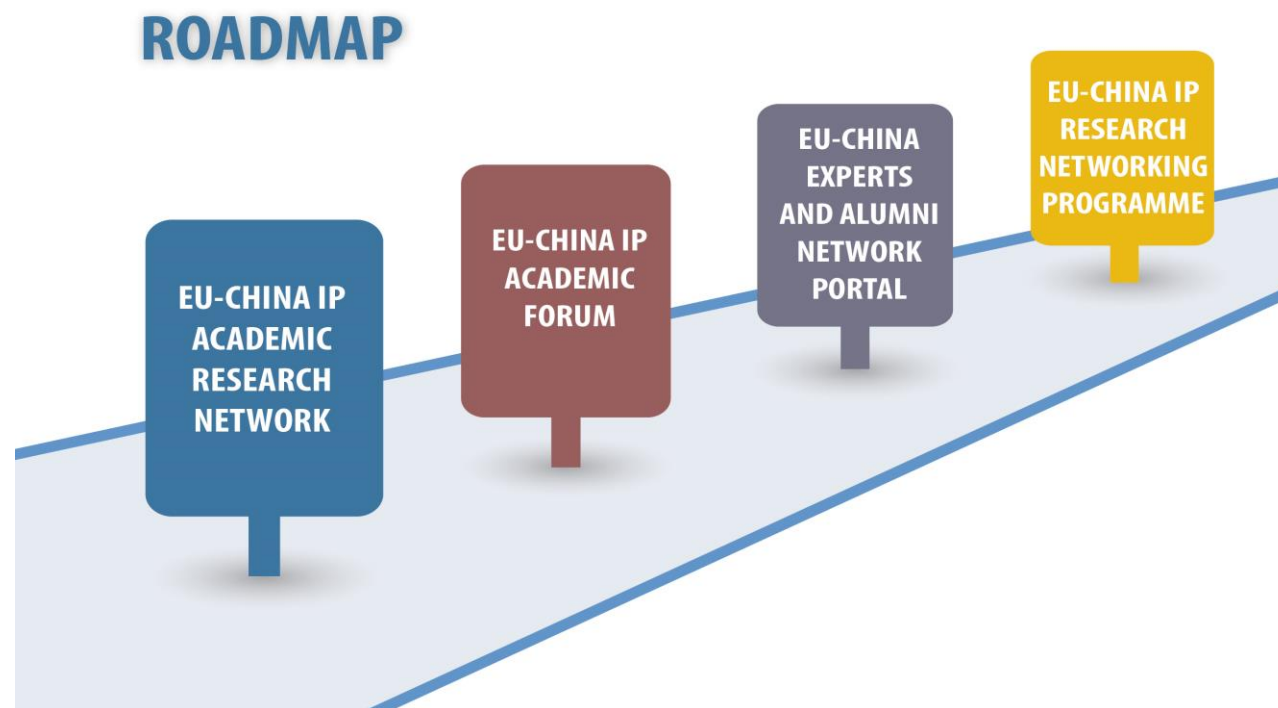 ROADMAP
EU-CHINA IP
ACADEMIC
RESEARCH
NETWORK
EU-CHINA IP
ACADEMIC
FORUM
EU-CHINA
EXPERTS
AND ALUMNI
NETWORK
PORTAL
EU-CHINA IP
RESEARCH
NETWORKING
PROGRAMME